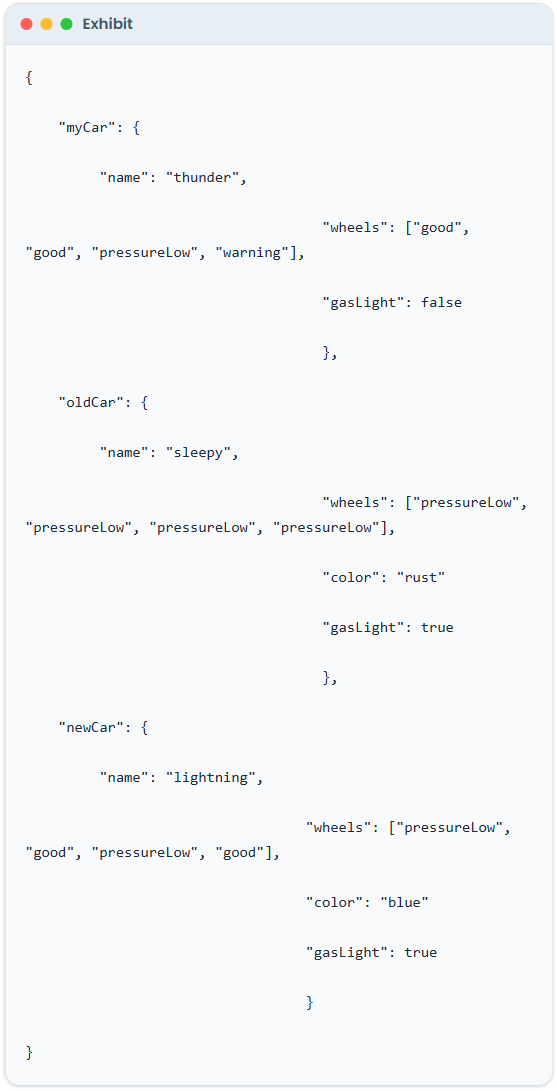 Exhibit
{
"myCar": {
"name": "thunder",
"wheels": ["good",
"good", "pressureLow", "warning"],
"gasLight": false
},
"oldCar": {
"name": "sleepy",
"wheels": ["pressureLow",
"pressureLow", "pressureLow", "pressureLow"],
"color": "rust"
"gasLight": true
},
"newCar": {
"name": "lightning",
"wheels": ["pressureLow",
"good", "pressureLow", "good"],
"color": "blue"
"gasLight": true
}
}